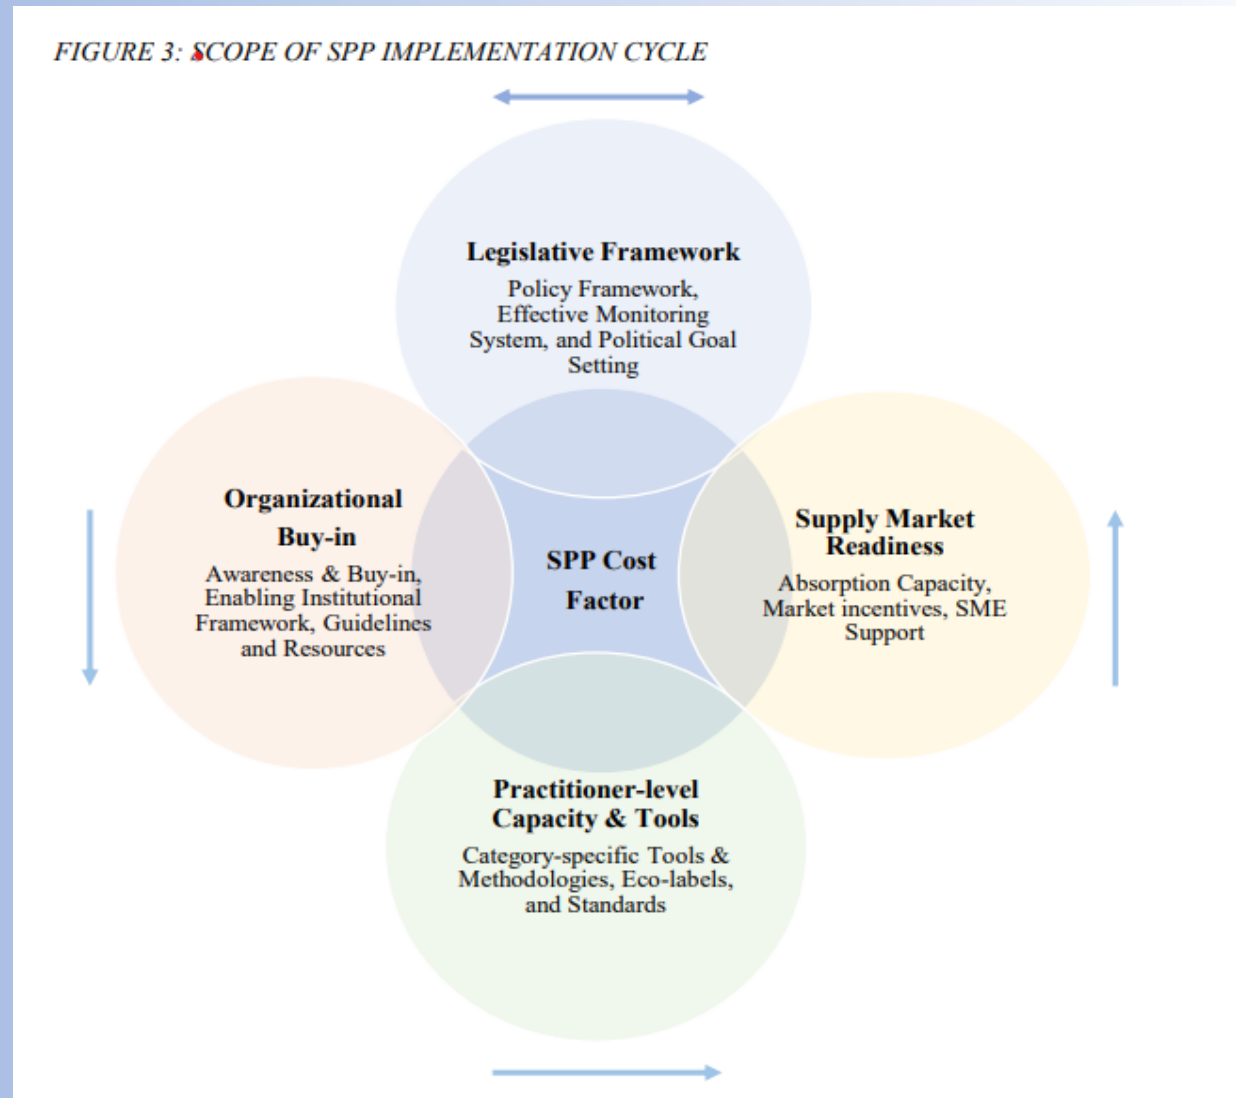 FIGURE 3: SCOPE OF SPP IMPLEMENTATION CYCLE
Legislative Framework
Policy Framework,
Effective Monitoring
System, and Political Goal
Setting
Organizational
Buy-in
Awareness & Buy-in,
Enabling Institutional
Framework, Guidelines
and Resources
SPP Cost
Factor
Supply Market
Readiness
Absorption Capacity,
Market incentives, SME
Support
Practitioner-level
Capacity & Tools
Category-specific Tools &
Methodologies, Eco-labels,
and Standards